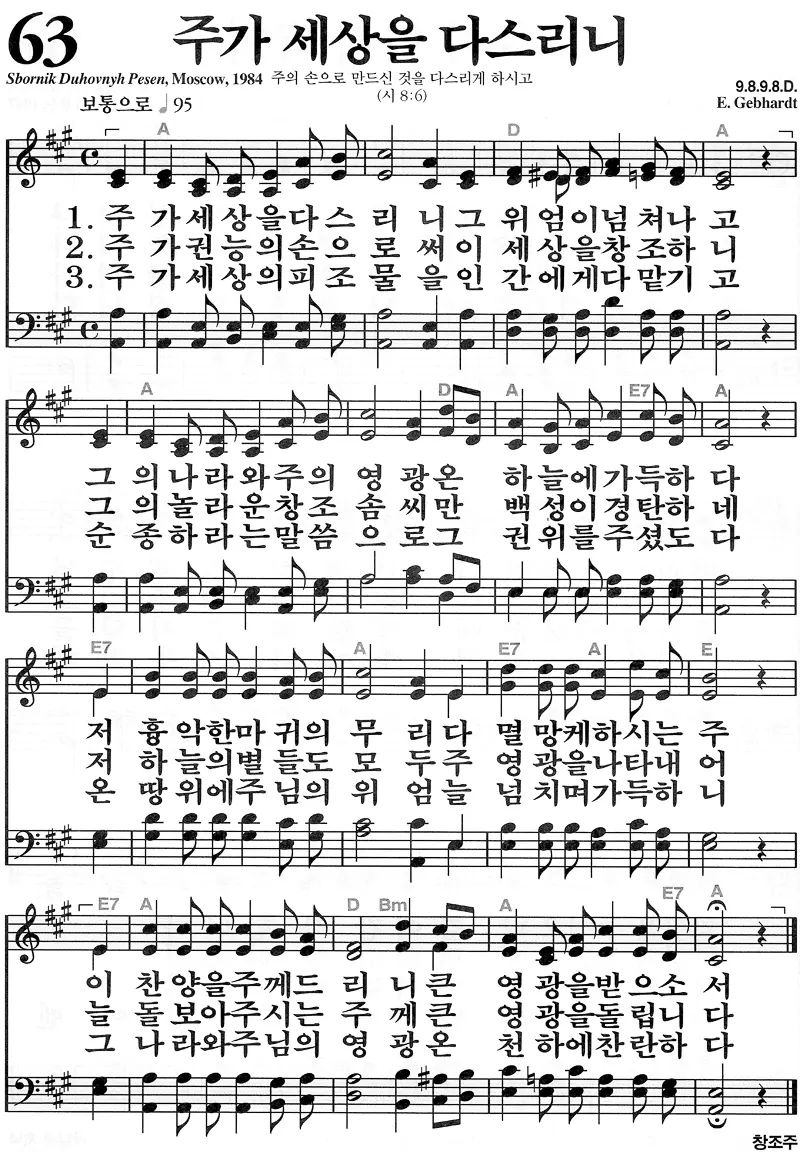 63 주가 세상을 다스리니
Sbornik Duhovnyh Pesen, Moscow, 1984 주의 손으로 만드신 것을 다스리게 하시고
(시 8:6)
9.8.9.8.D.
보통으로 ♩95
E. Gebhardt
A D A
1. 주 가 세 상 을 다 스 리 니 그 위 엄 이 넘 쳐 나 고
2. 주 가 권 능 의 손 으 로 써 이 세 상 을 창 조 하 니
3. 주 가 세 상 의 피 조 물 을 인 간 에 게 다 맡 기 고
A D A E7 A
그 의 나 라 와 주 의 영 광 온 하 늘 에 가 득 하 다
그 의 놀 라 운 창 조 솜 씨 만 백 성 이 경 탄 하 네
순 종 하 라 는 말 씀 으 로 그 권 위 를 주 셨 도 다
E7 A E7 A E
저 흉 악 한 마 귀 의 무 리 다 멸 망 케 하 시 는 주
저 하 늘 의 별 들 도 모 두 주 영 광 을 나 타 내 어
온 땅 위 에 주 님 의 위 엄 늘 넘 치 며 가 득 하 니
E7 A D Bm A E7 A
이 찬 양 을 주 께 드 리 니 큰 영 광 을 받 으 소 서
늘 돌 보 아 주 시 는 주 께 큰 영 광 을 돌 립 니 다
그 나 라 와 주 님 의 영 광 온 천 하 에 찬 란 하 다
창조주